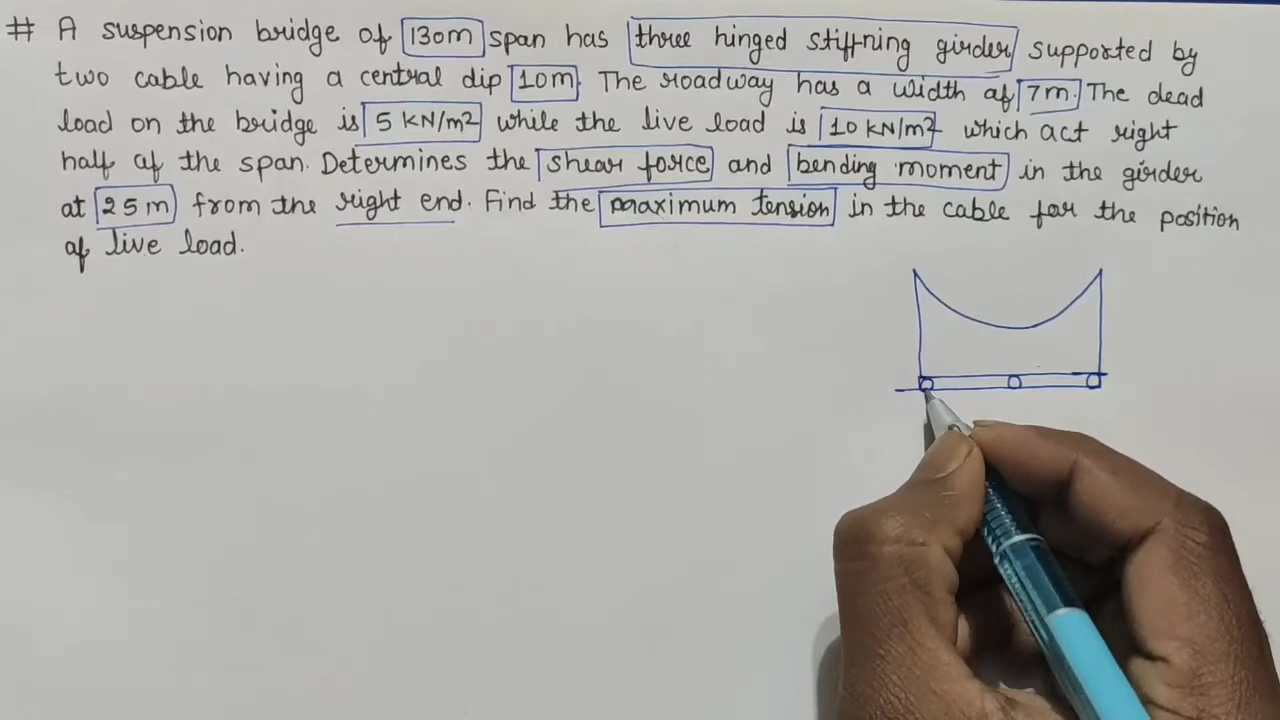 # A suspension bridge of 130m span has three hinged stiffning girder supported by
two cable having a central dip 10m. The roadway has a width of 7m. The dead
load on the bridge is 5 KN/m² while the live load is 10 KN/m² which act right
half of the span. Determines the shear force and bending moment in the girder
at 25m from the right end. Find the maximum tension in the cable for the position
of live load.